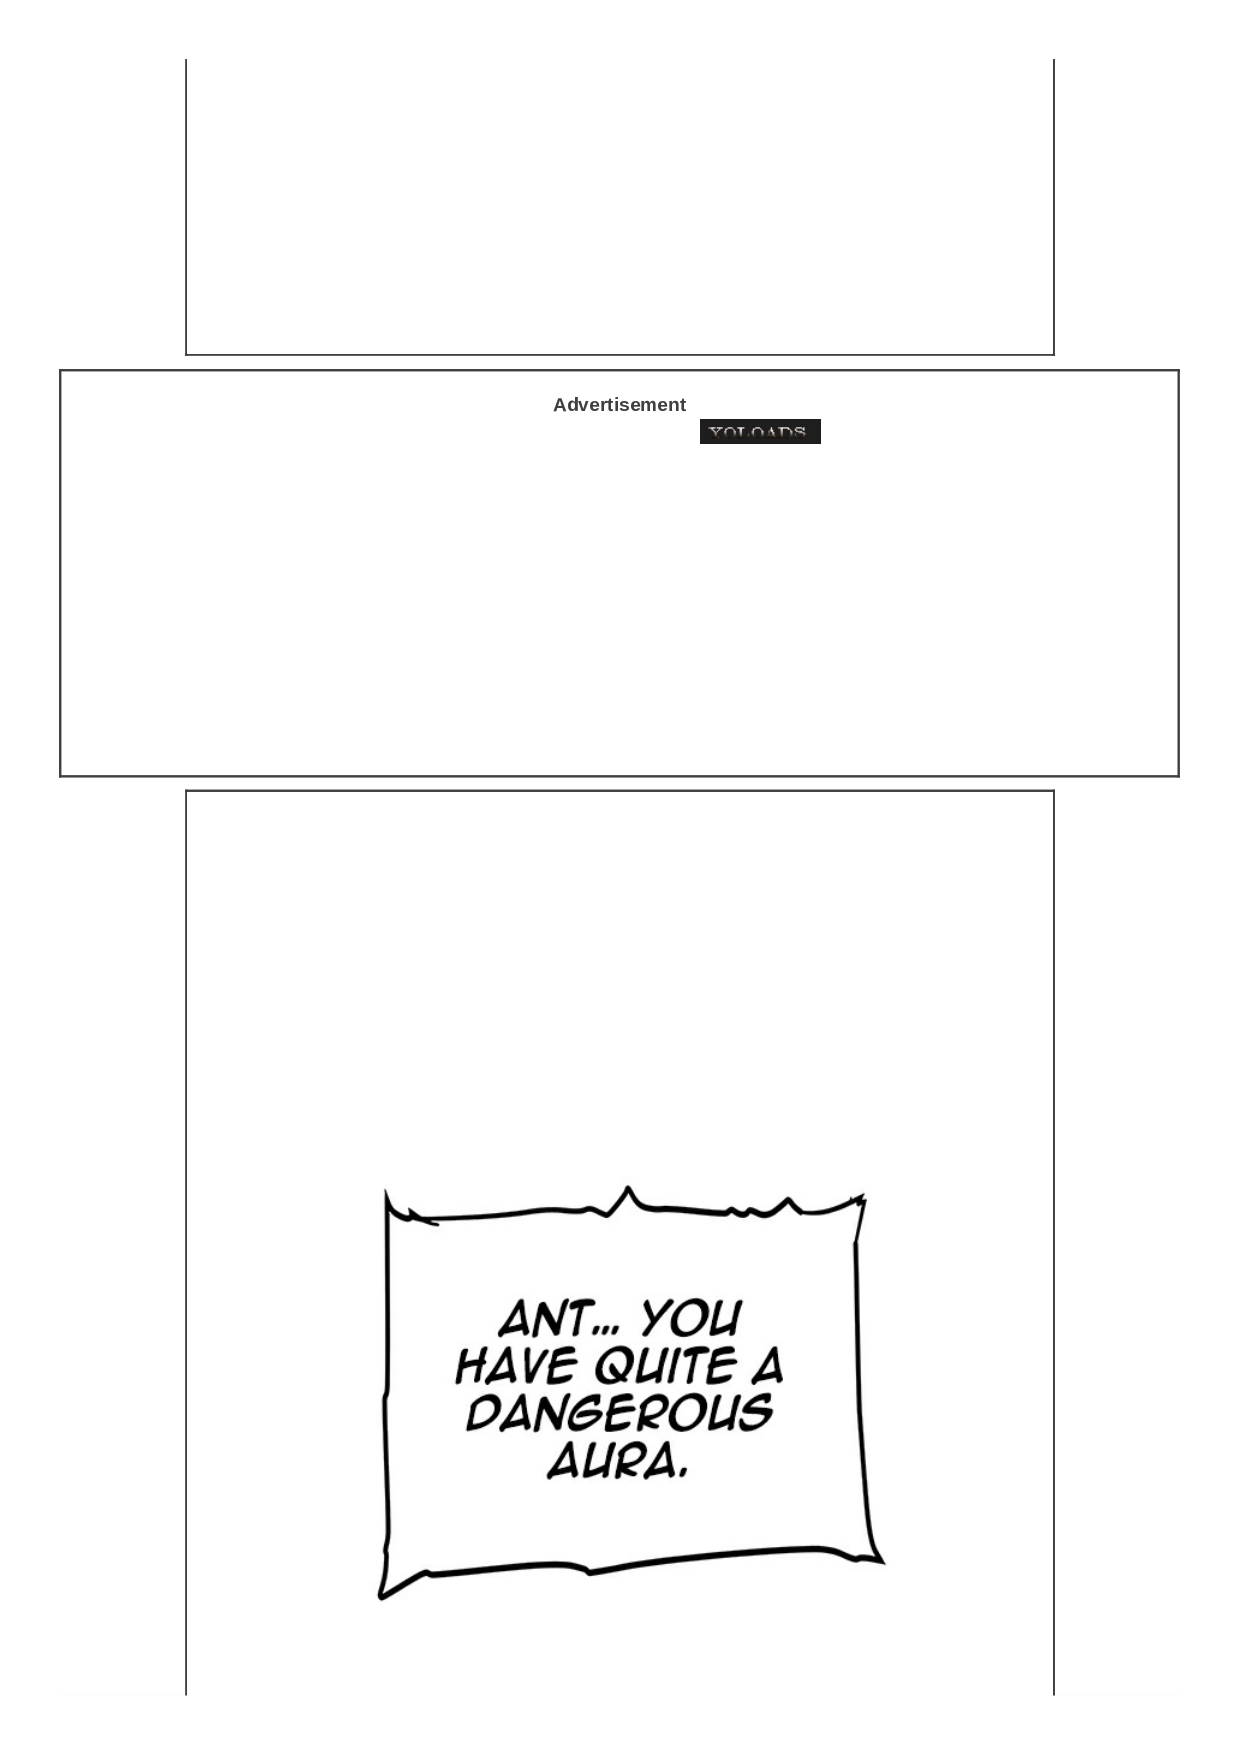 Advertisement
YOLOADS
ANT... YOU
HAVE QUITE A
DANGEROUS
AURA.